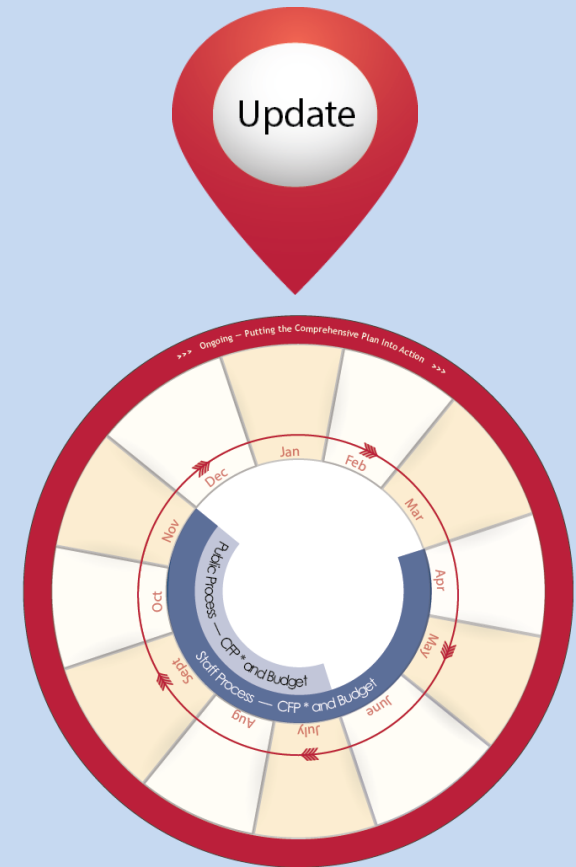 Update
>>> Ongoing — Putting the Comprehensive Plan Into Action >>>
Jan
Feb
Mar
Apr
May
June
July
Aug
Sept
Oct
Nov
Dec
Public Process — CFP* and Budget
Staff Process — CFP* and Budget